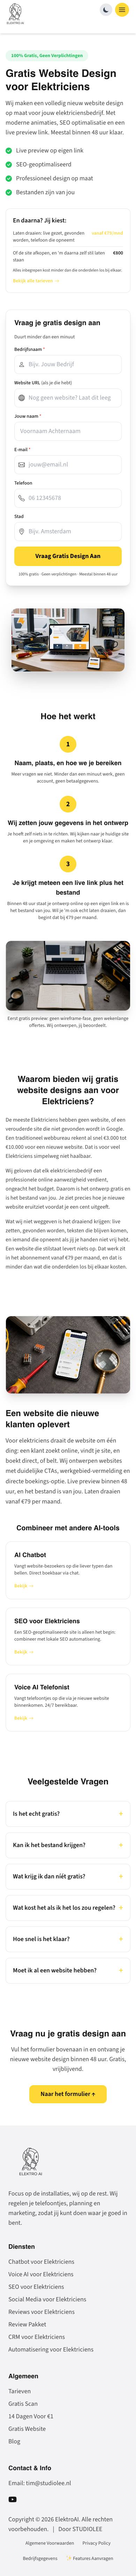 ELEKTRO AI
100% Gratis, Geen Verplichtingen
Gratis Website Design
voor Elektriciens
Wij maken een volledig nieuw website design
op maat voor jouw elektriciensbedrijf. Met
moderne animaties, SEO optimalisatie en een
preview link. Meestal binnen 48 uur klaar.
Live preview op eigen link
SEO-geoptimaliseerd
Professioneel design op maat
Bestanden zijn van jou
En daarna? Jij kiest:
Laten draaien: live gezet, gevonden
worden, telefoon die opneemt
vanaf €79/mnd
Of de site afkopen, en 'm daarna zelf stil laten
staan
€800
Bekijk alle tarieven →
Vraag je gratis design aan
Duurt minder dan een minuut
Bedrijfsnaam *
Bijv. Jouw Bedrijf
Website URL (als je die hebt)
Nog geen website? Laat dit leeg
Jouw naam *
Voornaam Achternaam
E-mail *
jouw@email.nl
Telefoon
06 12345678
Stad
Bijv. Amsterdam
Vraag Gratis Design Aan
100% gratis · Geen verplichtingen · Meestal binnen 48 uur
Hoe het werkt
1
Naam, plaats, en hoe we je bereiken
Meer vragen we niet. Minder dan een minuut werk, geen
account, geen betaalgegevens.
2
Wij zetten jouw gegevens in het ontwerp
Je hoeft zelf niets in te richten. Wij kijken naar je huidige site
en je omgeving en maken het ontwerp klaar.
3
Je krijgt meteen een live link plus het
bestand
Binnen 48 uur staat je ontwerp online op een eigen link en is
het bestand van jou. Wil je 'm ook echt laten draaien, dan
begint dat bij €79 per maand.
Eerst gratis preview: geen wireframe-fase, geen wekenlange
offertes. Wij ontwerpen, jij beoordeelt.
Waarom bieden wij gratis
website designs aan voor
Elektriciens?
De meeste Elektriciens hebben geen website, of een
verouderde site die niet gevonden wordt in Google.
Een traditioneel webbureau rekent al snel €3.000 tot
€10.000 voor een nieuwe website. Dat is voor veel
Elektriciens simpelweg niet haalbaar.
Wij geloven dat elk elektriciensbedrijf een
professionele online aanwezigheid verdient,
ongeacht het budget. Daarom is het ontwerp gratis en
is het bestand van jou. Je ziet precies hoe je nieuwe
website eruitziet voordat je een cent uitgeeft.
Wat wij niet weggeven is het draaiend krijgen: live
zetten, gevonden worden, tickets die blijven binnenkomen,
iemand die opneemt als jij je handen niet vrij hebt. Want
een website die stilstaat levert niets op. Dat werk zit
in het abonnement vanaf €79 per maand, en dat is
minder dan wat die onderdelen los bij elkaar kosten.
Een website die nieuwe
klanten oplevert
Voor elektriciens draait de website om één
ding: een klant zoekt online, vindt je site, en
boekt direct, of belt. Wij ontwerpen websites
met duidelijke CTAs, werkgebied-vermelding en
directe boekings-optie. Live preview binnen 48
uur, en het bestand is van jou. Laten draaien
vanaf €79 per maand.
Combineer met andere AI-tools
AI Chatbot
Vangt website-bezoekers op die liever typen dan
bellen. Direct boekbaar via chat.
Bekijk →
SEO voor Elektriciens
Een SEO-geoptimaliseerde site is alleen het begin:
combineer met lokale SEO automatisering.
Bekijk →
Voice AI Telefonist
Vangt telefoontjes op die via je nieuwe website
binnenkomen: 24/7 bereikbaar.
Bekijk →
Veelgestelde Vragen
Is het echt gratis? +
Kan ik het bestand krijgen? +
Wat krijg ik dan níét gratis? +
Wat kost het als ik het los zou regelen? +
Hoe snel is het klaar? +
Moet ik al een website hebben? +
Vraag nu je gratis design aan
Vul het formulier bovenaan in en ontvang je
nieuwe website design binnen 48 uur. Gratis,
vrijblijvend.
Naar het formulier ↑
ELEKTRO AI
Focus op de installaties, wij op de rest. Wij
regelen je telefoontjes, planning en
marketing, zodat jij kunt doen waar je goed in
bent.
Diensten
Chatbot voor Elektriciens
Voice AI voor Elektriciens
SEO voor Elektriciens
Social Media voor Elektriciens
Reviews voor Elektriciens
Review Pakket
CRM voor Elektriciens
Automatisering voor Elektriciens
Algemeen
Tarieven
Gratis Scan
14 Dagen Voor €1
Gratis Website
Blog
Contact & Info
Email: tim@studiolee.nl
Copyright © 2026 ElektroAI. Alle rechten
voorbehouden. | Door STUDIOLEE
Algemene Voorwaarden Privacy Policy
Bedrijfsgegevens Features Aanvragen